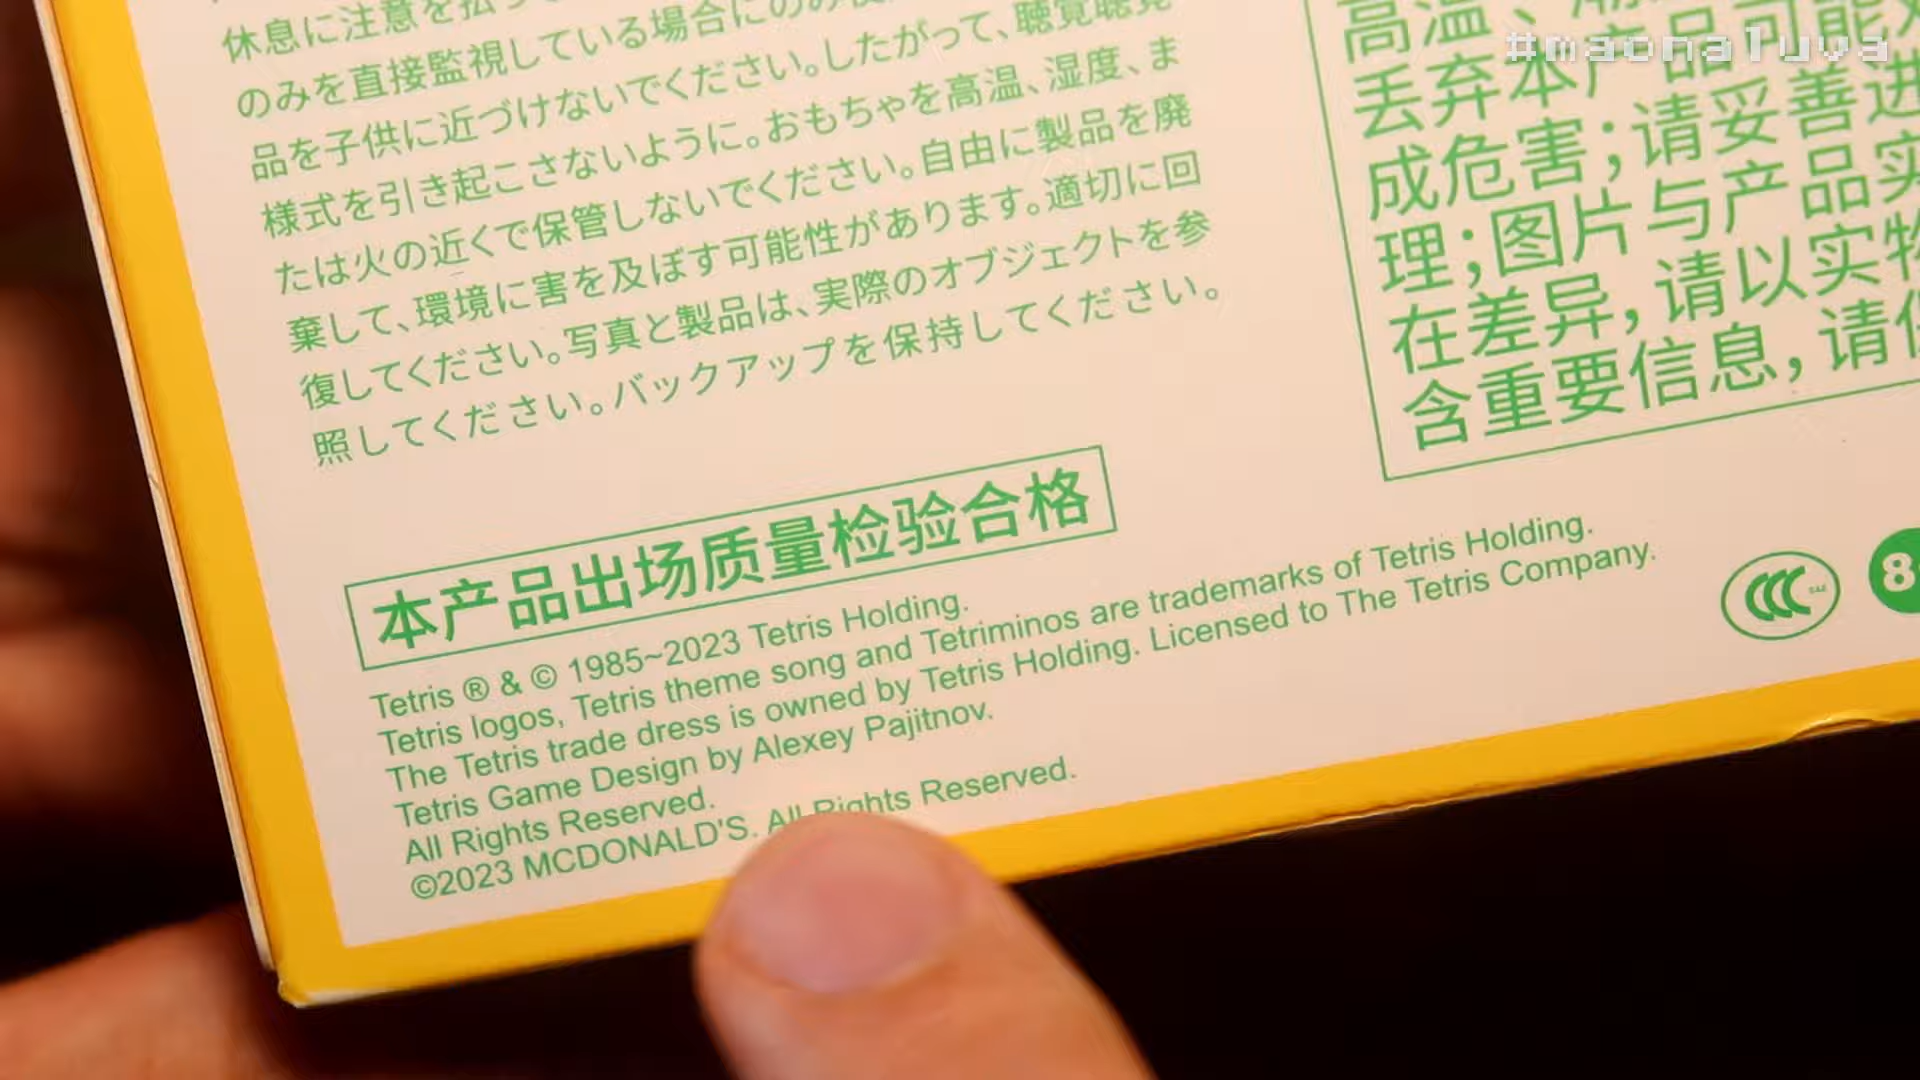 休息に注意を払っ
のみを直接監視している場合にのみ
品を子供に近づけないでください。したがって、聴覚聴覚
様式を引き起こさないように。おもちゃを高温、湿度、ま
たは火の近くで保管しないでください。自由に製品を廃
棄して、環境に害を及ぼす可能性があります。適切に回
復してください。写真と製品は、実際のオブジェクトを参
照してください。バックアップを保持してください。
高温、潮
丢弃本产品可能对
成危害;请妥善进
理;图片与产品实
在差异,请以实物
含重要信息,请保
本产品出场质量检验合格
Tetris ® & © 1985~2023 Tetris Holding.
Tetris logos, Tetris theme song and Tetriminos are trademarks of Tetris Holding.
The Tetris trade dress is owned by Tetris Holding. Licensed to The Tetris Company.
Tetris Game Design by Alexey Pajitnov.
All Rights Reserved.
©2023 MCDONALD'S. All Rights Reserved.
CCC
8
#maonaluva